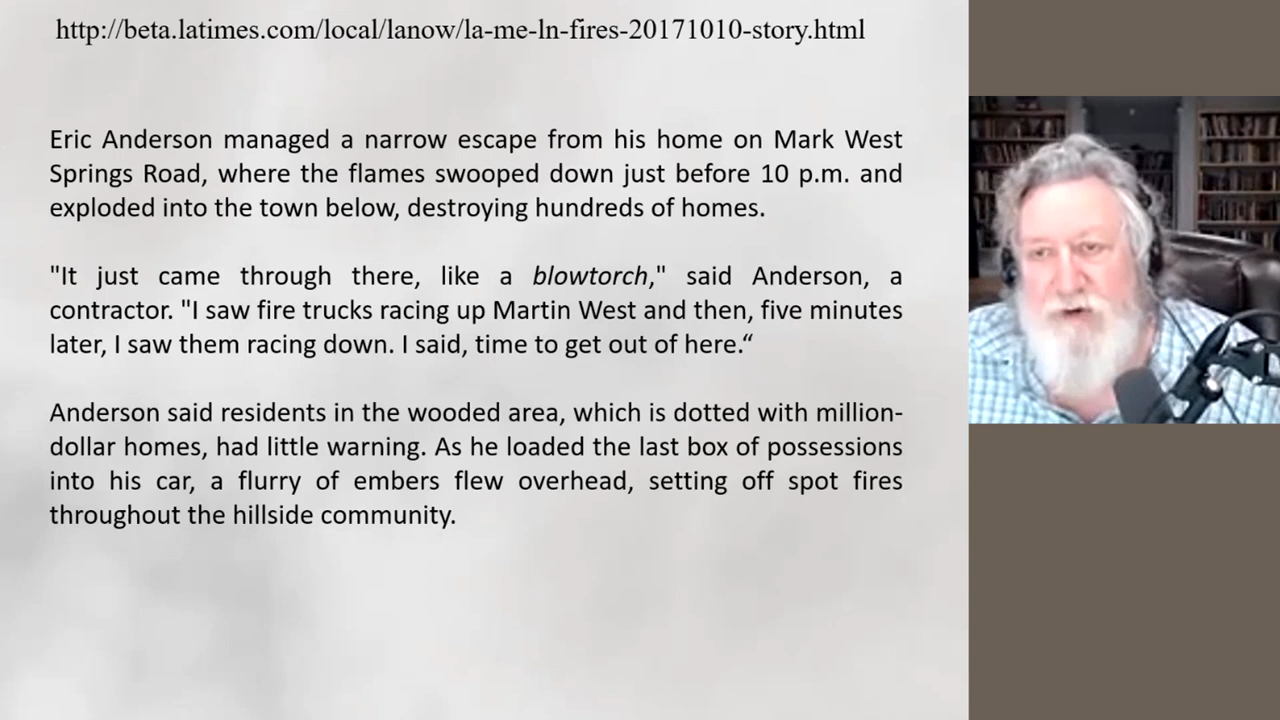 http://beta.latimes.com/local/lanow/la-me-ln-fires-20171010-story.html
Eric Anderson managed a narrow escape from his home on Mark West
Springs Road, where the flames swooped down just before 10 p.m. and
exploded into the town below, destroying hundreds of homes.
"It just came through there, like a blowtorch," said Anderson, a
contractor. "I saw fire trucks racing up Martin West and then, five minutes
later, I saw them racing down. I said, time to get out of here.“
Anderson said residents in the wooded area, which is dotted with million-
dollar homes, had little warning. As he loaded the last box of possessions
into his car, a flurry of embers flew overhead, setting off spot fires
throughout the hillside community.